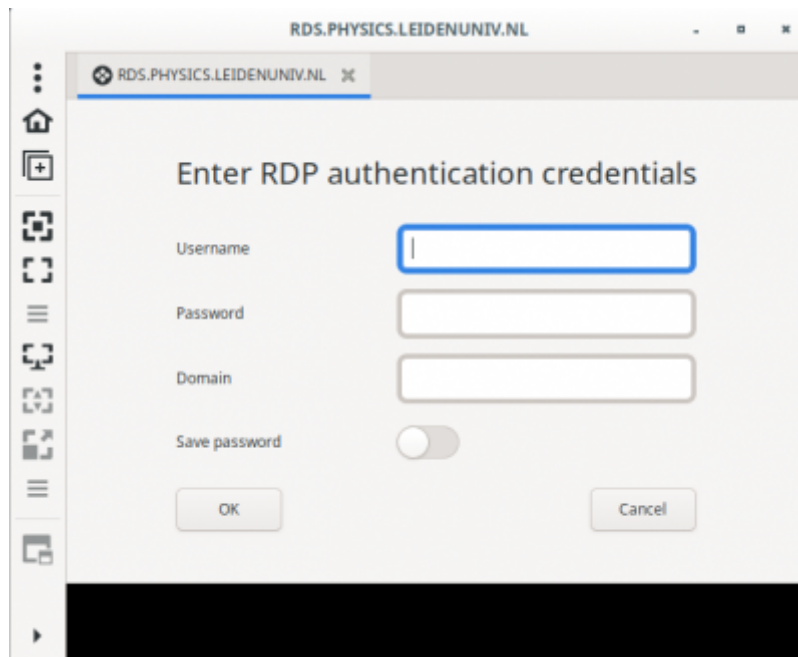 RDS.PHYSICS.LEIDENUNIV.NL
RDS.PHYSICS.LEIDENUNIV.NL
Enter RDP authentication credentials
Username
Password
Domain
Save password
OK Cancel